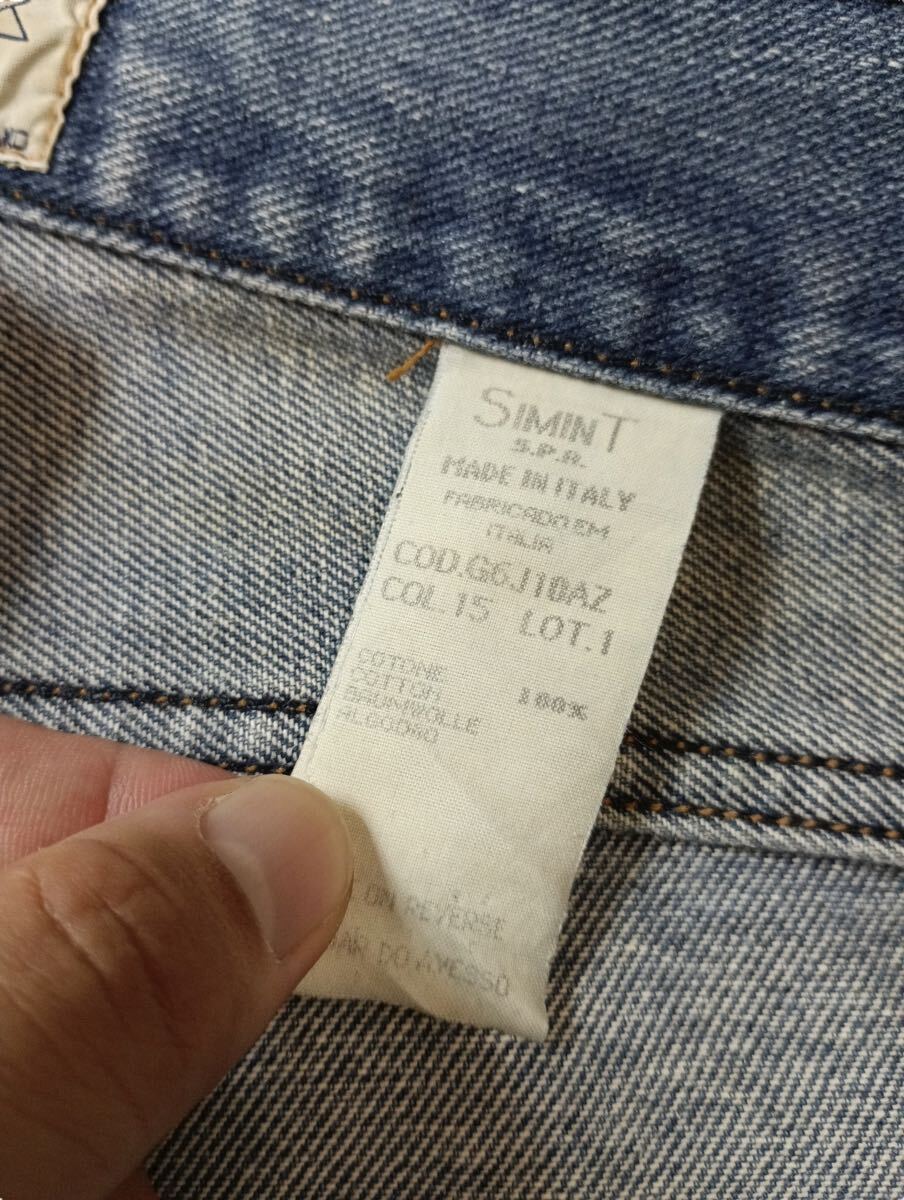 SIMINT
S.P.A.
MADE IN ITALY
FABRICADO EM
ITALIA
COD.G6J10AZ
COL.15 LOT.1
COTONE
COTTON 100%
BAUMWOLLE
ALGODAO
ON REVERSE
DO AVESSO